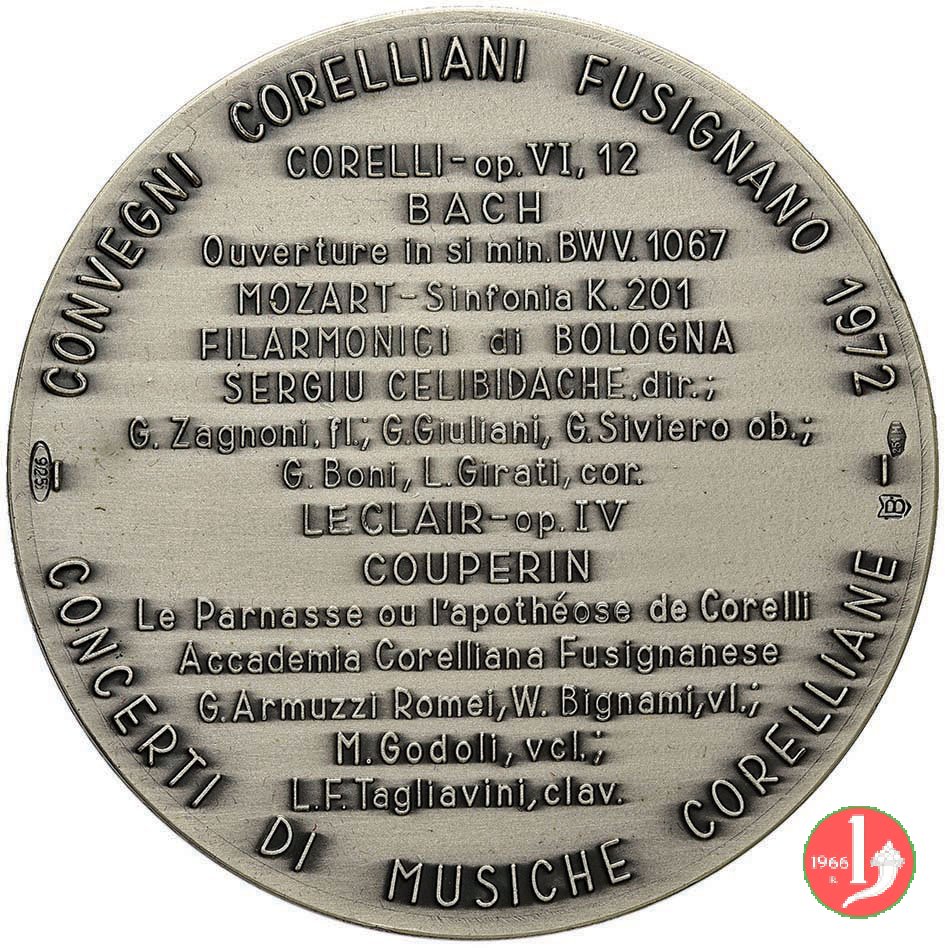 CONVEGNI CORELLIANI FUSIGNANO 1972
CORELLI - op. VI, 12
BACH
Ouverture in si min. BWV. 1067
MOZART - Sinfonia K. 201
FILARMONICI di BOLOGNA
SERGIU CELIBIDACHE, dir.;
G. Zagnoni, fl.; G. Giuliani, G. Siviero ob.;
G. Boni, L. Girati, cor.
LECLAIR - op. IV
COUPERIN
Le Parnasse ou l'apothéose de Corelli
Accademia Corelliana Fusignanese
G. Armuzzi Romei, W. Bignami, vl.;
M. Godoli, vcl.;
L.F. Tagliavini, clav.
CONCERTI DI MUSICHE CORELLIANE
925
1966